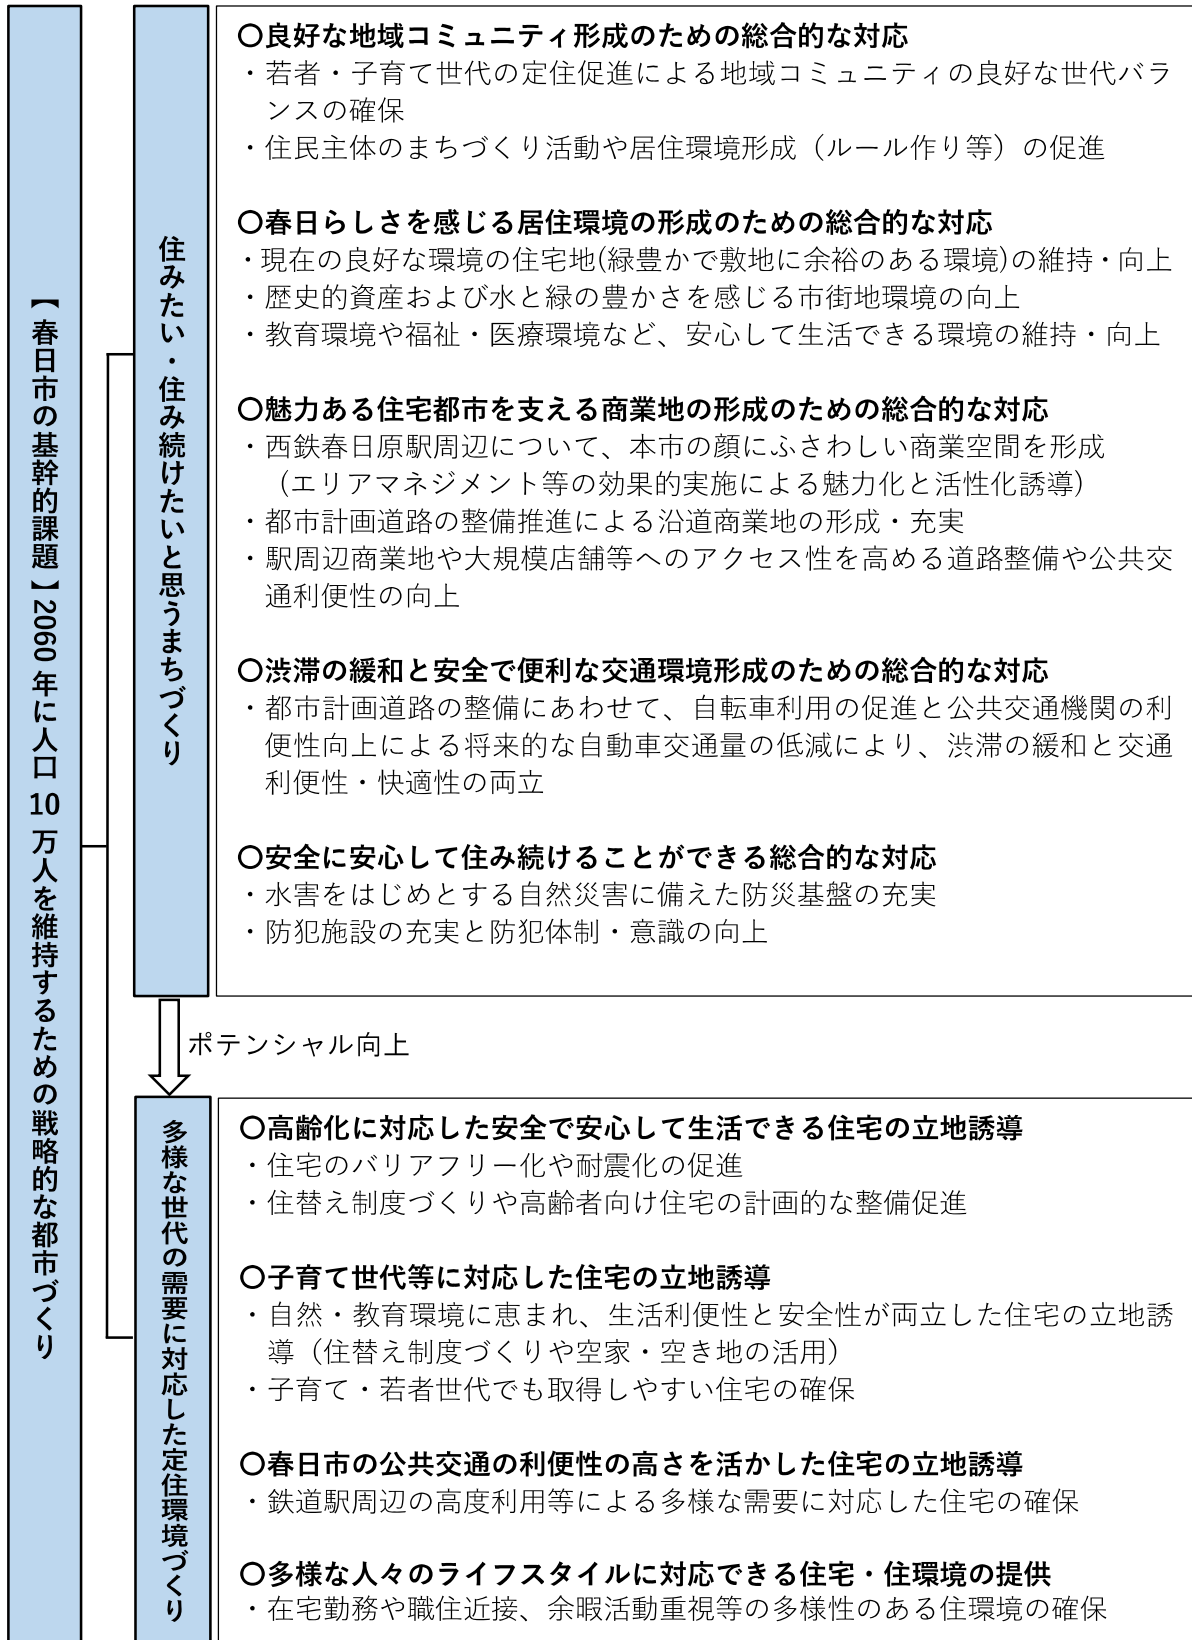 【春日市の基幹的課題】2060年に人口10万人を維持するための戦略的な都市づくり
住みたい・住み続けたいと思うまちづくり
〇良好な地域コミュニティ形成のための総合的な対応
・若者・子育て世代の定住促進による地域コミュニティの良好な世代バラ
ンスの確保
・住民主体のまちづくり活動や居住環境形成（ルール作り等）の促進
〇春日らしさを感じる居住環境の形成のための総合的な対応
・現在の良好な環境の住宅地(緑豊かで敷地に余裕のある環境)の維持・向上
・歴史的資産および水と緑の豊かさを感じる市街地環境の向上
・教育環境や福祉・医療環境など、安心して生活できる環境の維持・向上
〇魅力ある住宅都市を支える商業地の形成のための総合的な対応
・西鉄春日原駅周辺について、本市の顔にふさわしい商業空間を形成
（エリアマネジメント等の効果的実施による魅力化と活性化誘導）
・都市計画道路の整備推進による沿道商業地の形成・充実
・駅周辺商業地や大規模店舗等へのアクセス性を高める道路整備や公共交
通利便性の向上
〇渋滞の緩和と安全で便利な交通環境形成のための総合的な対応
・都市計画道路の整備にあわせて、自転車利用の促進と公共交通機関の利
便性向上による将来的な自動車交通量の低減により、渋滞の緩和と交通
利便性・快適性の両立
〇安全に安心して住み続けることができる総合的な対応
・水害をはじめとする自然災害に備えた防災基盤の充実
・防犯施設の充実と防犯体制・意識の向上
ポテンシャル向上
多様な世代の需要に対応した定住環境づくり
〇高齢化に対応した安全で安心して生活できる住宅の立地誘導
・住宅のバリアフリー化や耐震化の促進
・住替え制度づくりや高齢者向け住宅の計画的な整備促進
〇子育て世代等に対応した住宅の立地誘導
・自然・教育環境に恵まれ、生活利便性と安全性が両立した住宅の立地誘
導（住替え制度づくりや空家・空き地の活用）
・子育て・若者世代でも取得しやすい住宅の確保
〇春日市の公共交通の利便性の高さを活かした住宅の立地誘導
・鉄道駅周辺の高度利用等による多様な需要に対応した住宅の確保
〇多様な人々のライフスタイルに対応できる住宅・住環境の提供
・在宅勤務や職住近接、余暇活動重視等の多様性のある住環境の確保